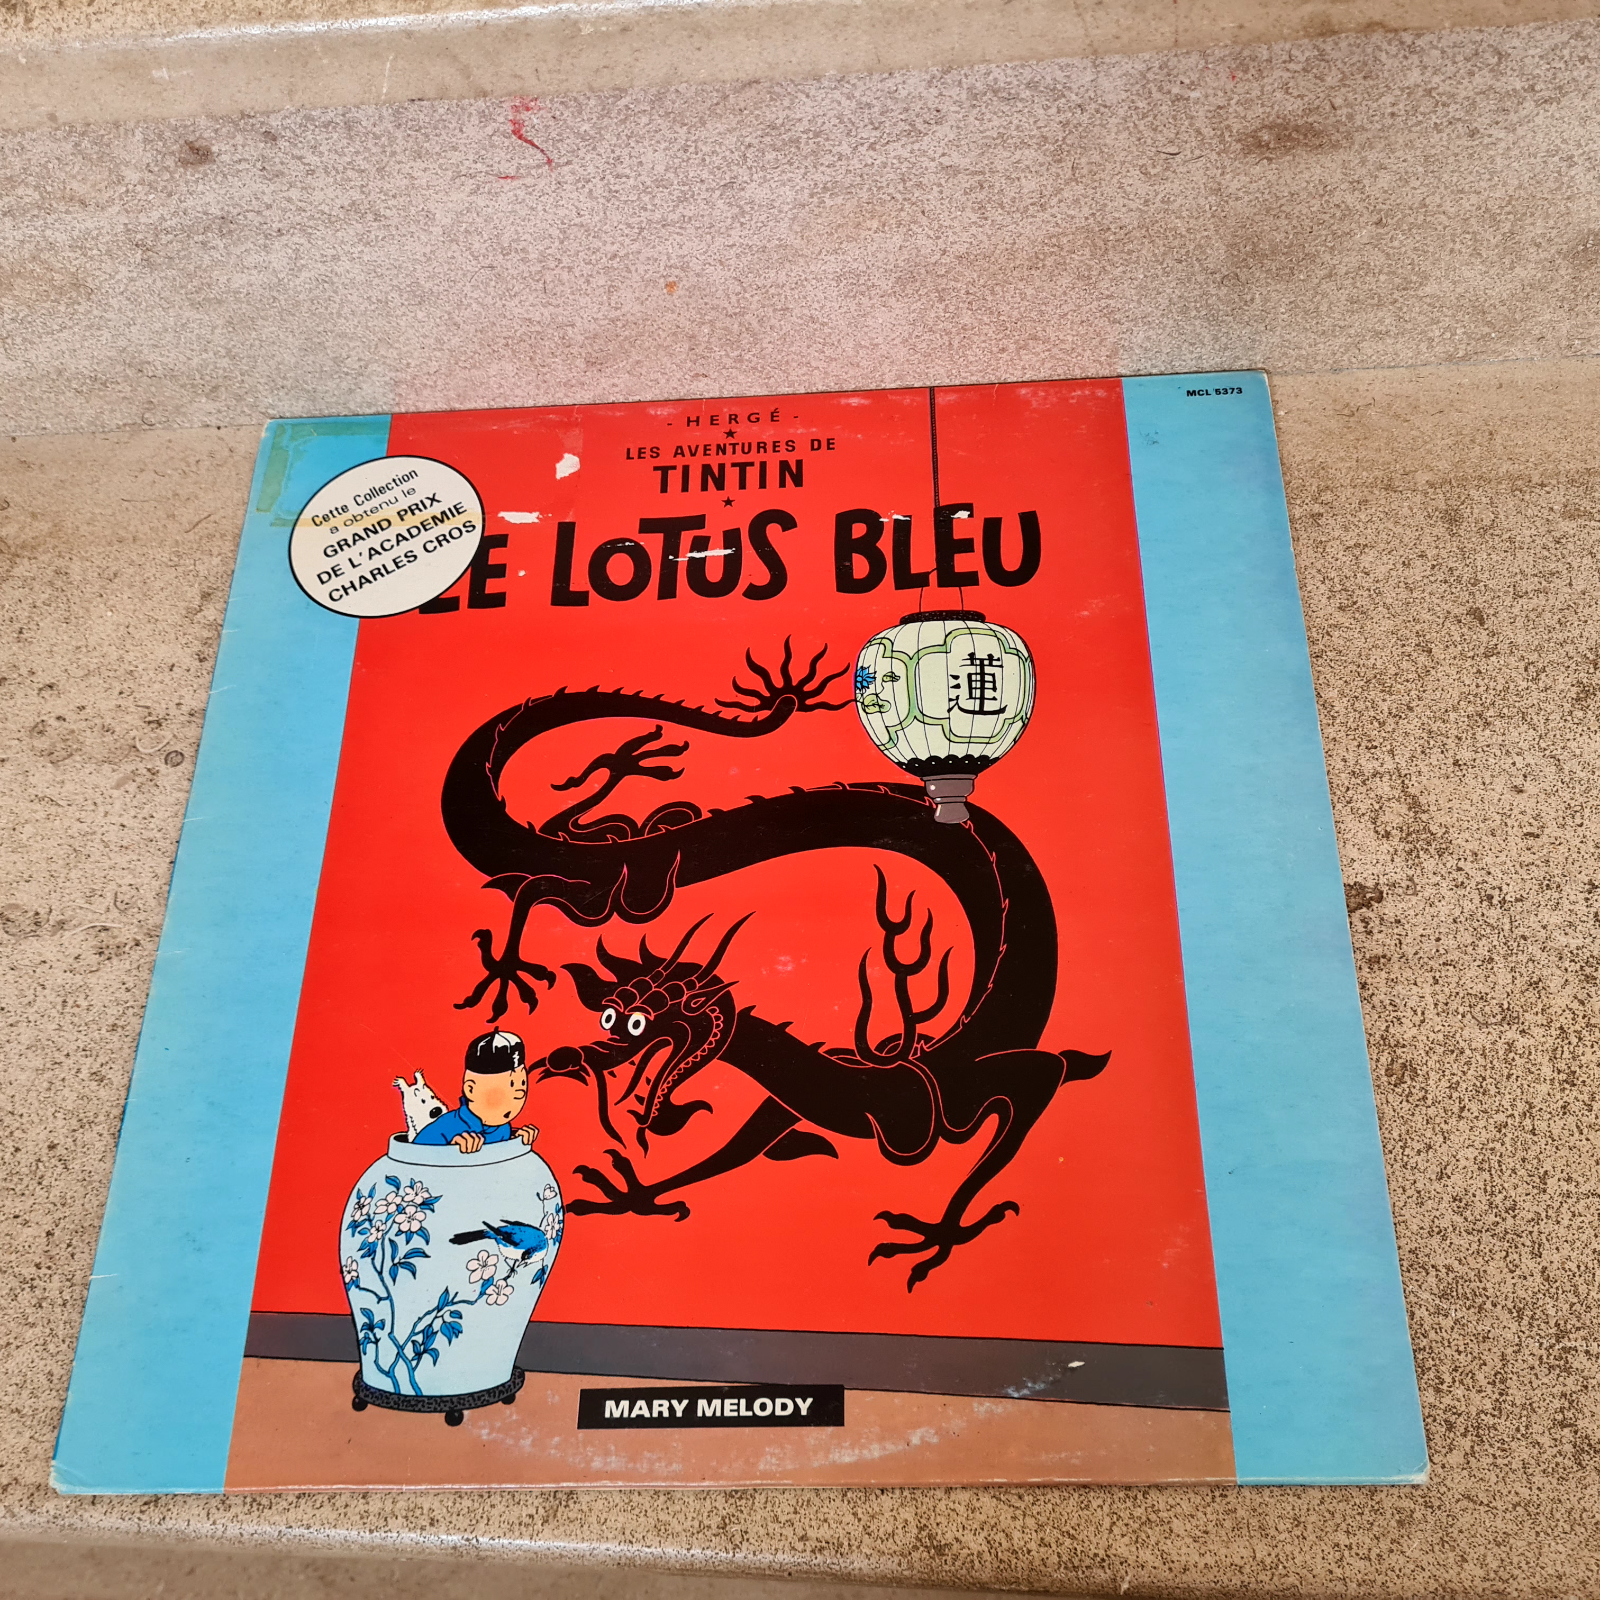 MCL 5373
- HERGÉ -
LES AVENTURES DE
TINTIN
LE LOTUS BLEU
Cette Collection
a obtenu le
GRAND PRIX
DE L'ACADEMIE
CHARLES CROS
蓮
MARY MELODY